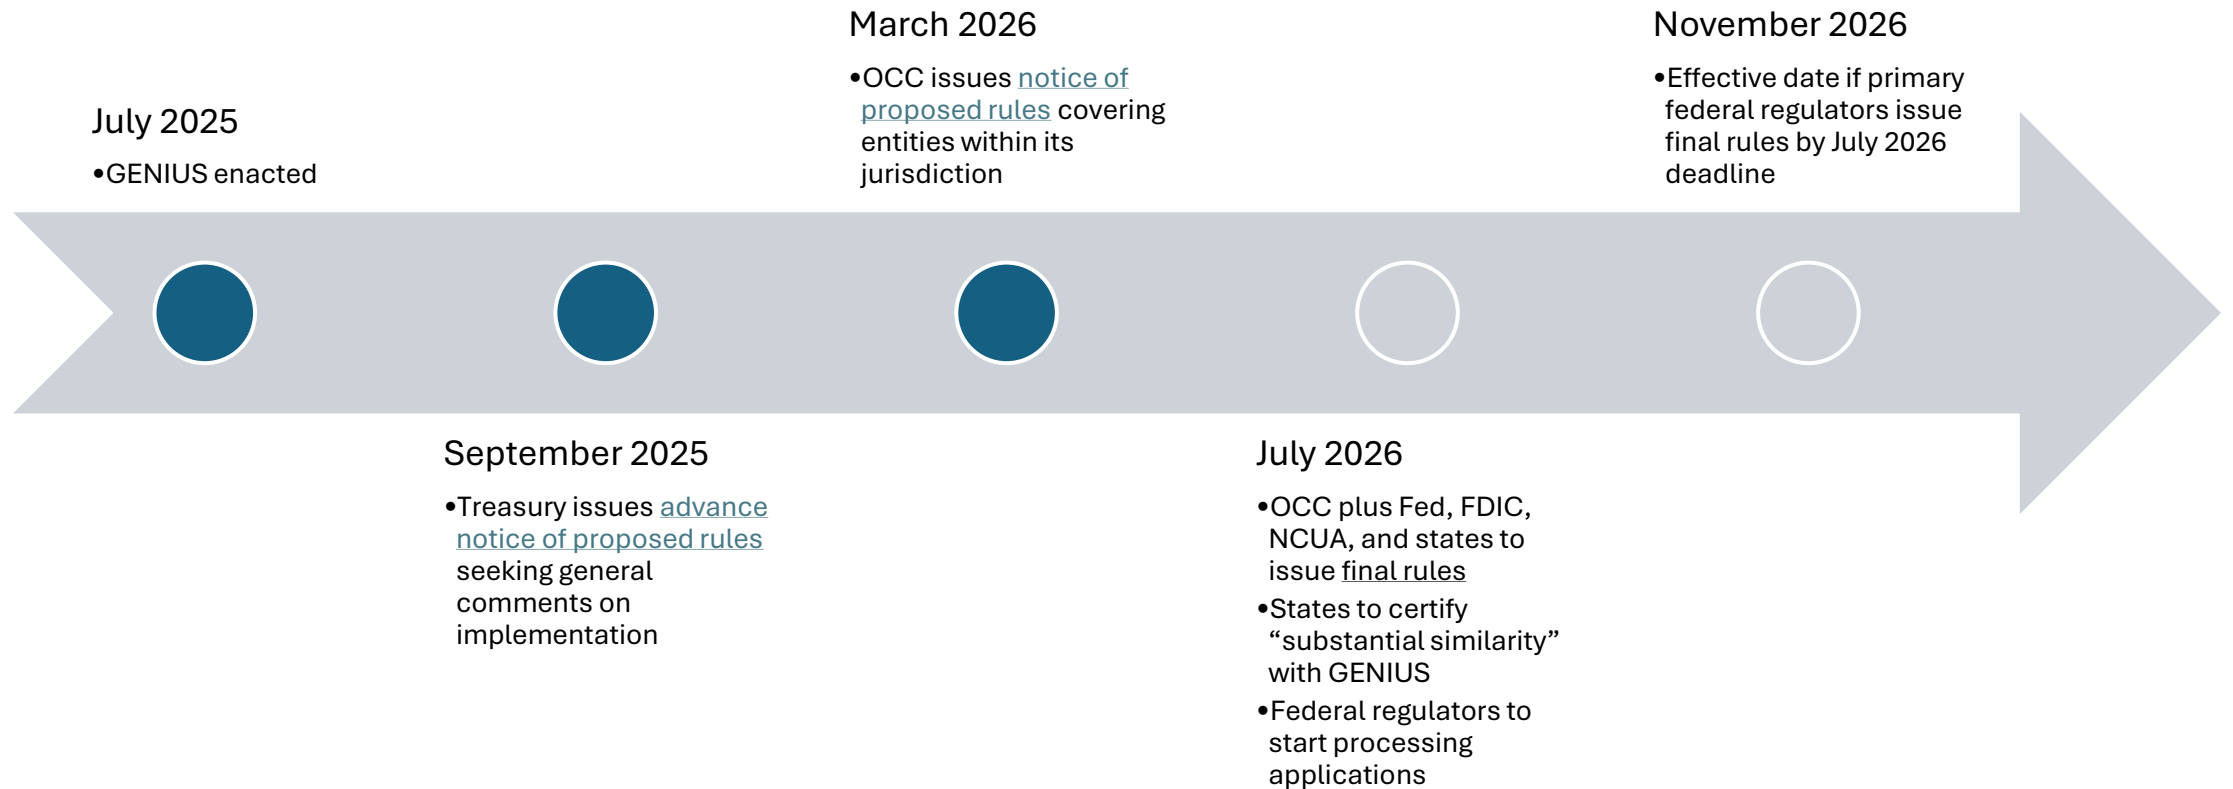 July 2025
•GENIUS enacted
September 2025
•Treasury issues advance
notice of proposed rules
seeking general
comments on
implementation
March 2026
•OCC issues notice of
proposed rules covering
entities within its
jurisdiction
July 2026
•OCC plus Fed, FDIC,
NCUA, and states to
issue final rules
•States to certify
“substantial similarity”
with GENIUS
•Federal regulators to
start processing
applications
November 2026
•Effective date if primary
federal regulators issue
final rules by July 2026
deadline